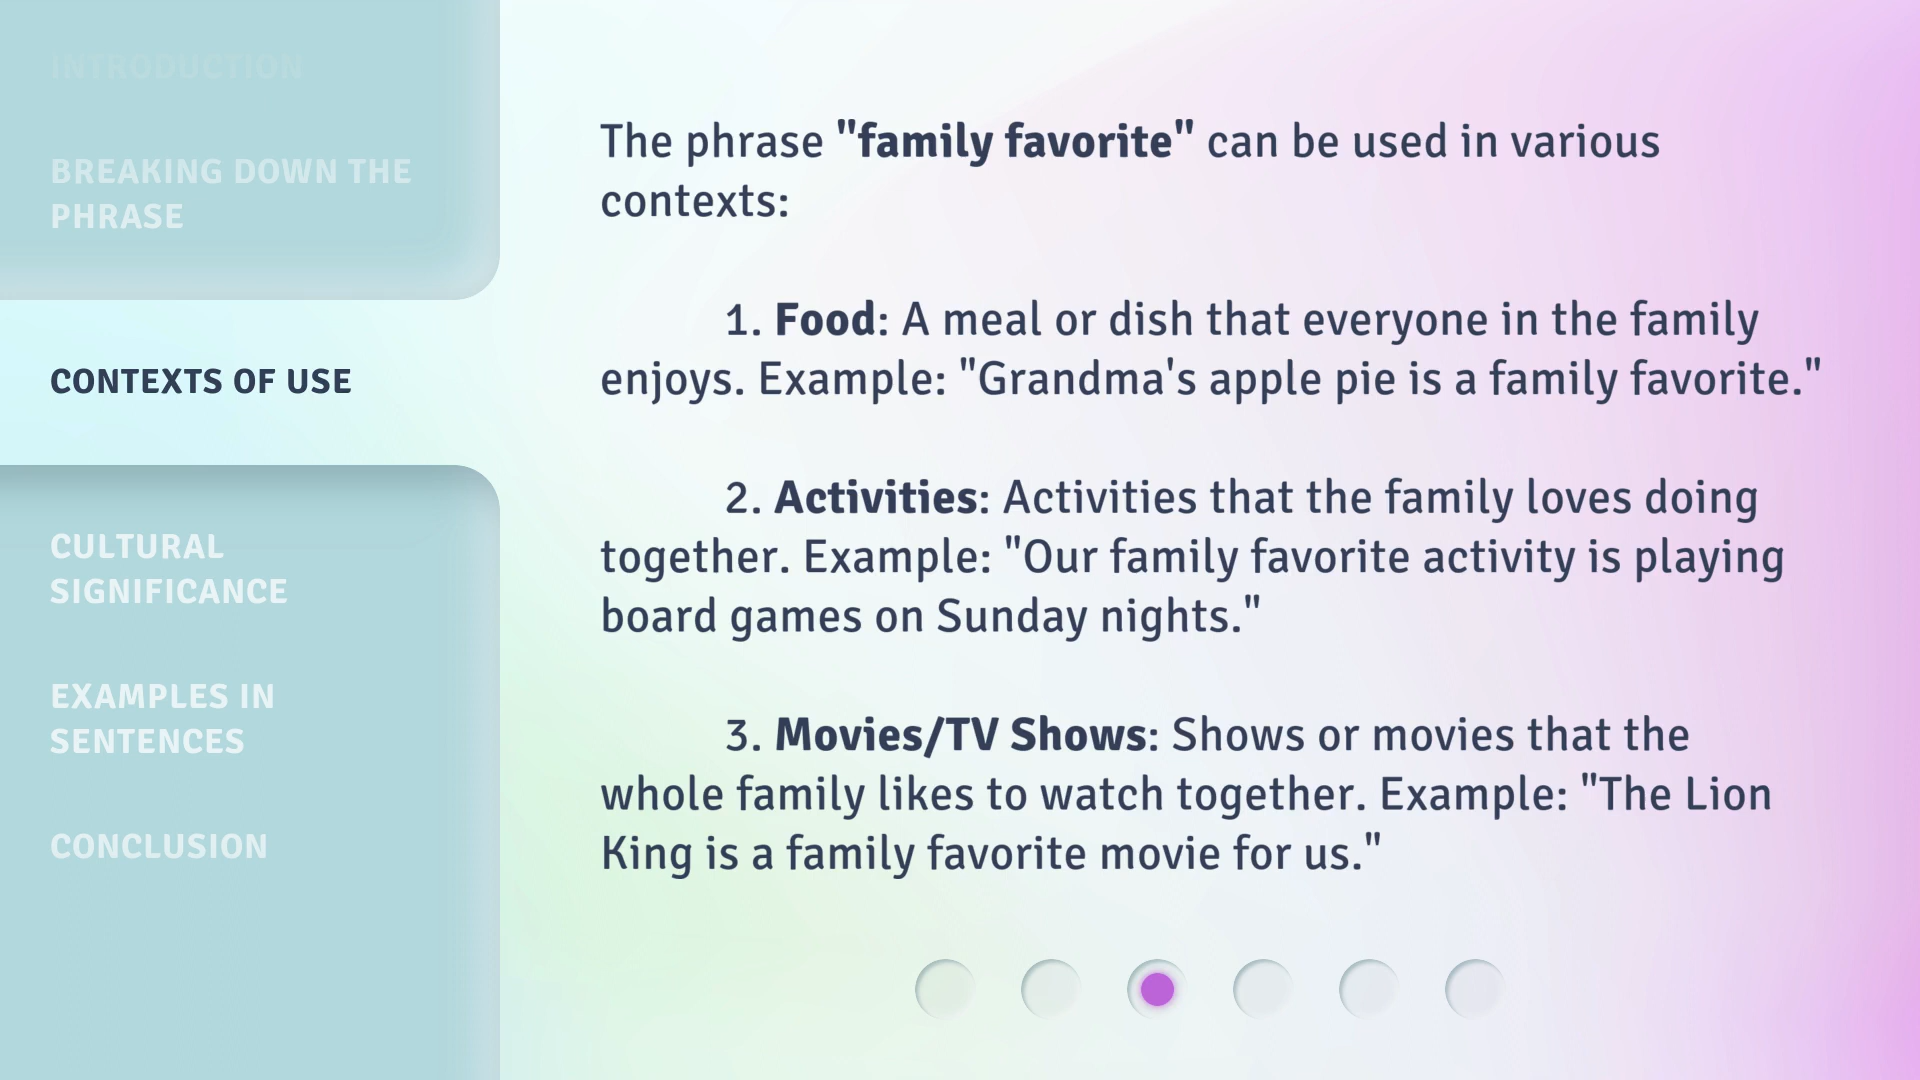 INTRODUCTION
BREAKING DOWN THE
PHRASE
CONTEXTS OF USE
CULTURAL
SIGNIFICANCE
EXAMPLES IN
SENTENCES
CONCLUSION
The phrase "family favorite" can be used in various
contexts:
1. Food: A meal or dish that everyone in the family
enjoys. Example: "Grandma's apple pie is a family favorite."
2. Activities: Activities that the family loves doing
together. Example: "Our family favorite activity is playing
board games on Sunday nights."
3. Movies/TV Shows: Shows or movies that the
whole family likes to watch together. Example: "The Lion
King is a family favorite movie for us."